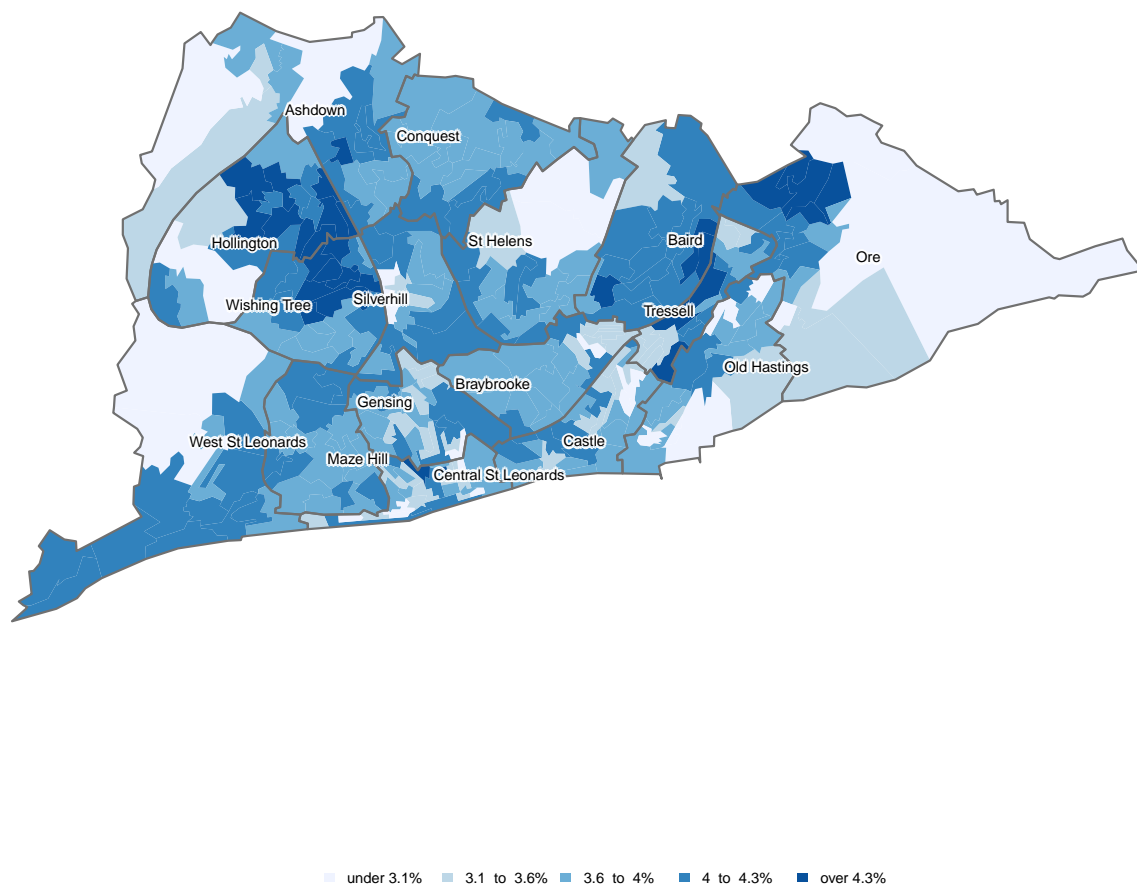 Ashdown
Conquest
St Helens
Baird
Hollington
Ore
Wishing Tree
Silverhill
Tressell
Old Hastings
Braybrooke
Gensing
West St Leonards
Castle
Maze Hill
Central St Leonards
under 3.1% 3.1 to 3.6% 3.6 to 4% 4 to 4.3% over 4.3%